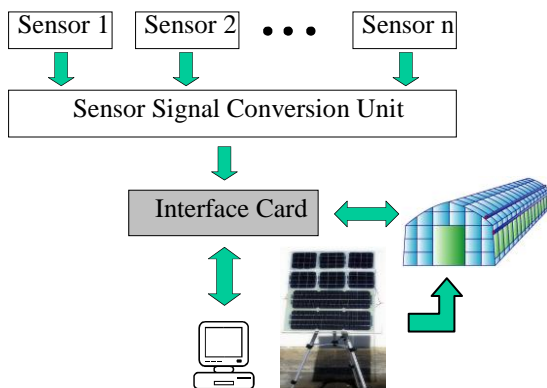 Sensor 1 Sensor 2 • • • Sensor n
Sensor Signal Conversion Unit
Interface Card